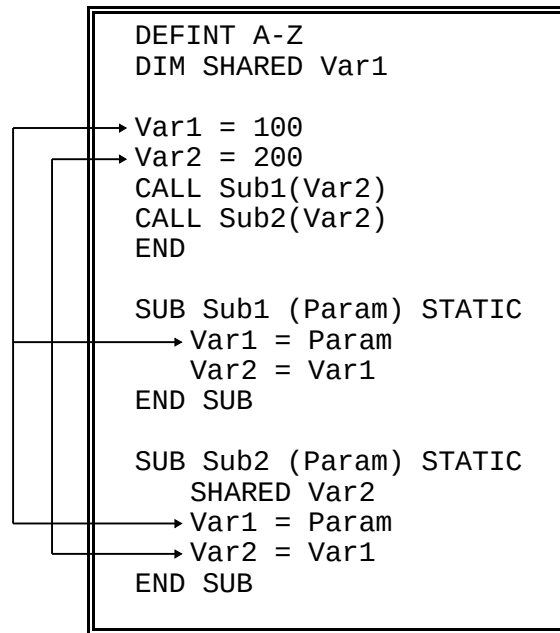 DEFINT A-Z
DIM SHARED Var1
Var1 = 100
Var2 = 200
CALL Sub1(Var2)
CALL Sub2(Var2)
END
SUB Sub1 (Param) STATIC
Var1 = Param
Var2 = Var1
END SUB
SUB Sub2 (Param) STATIC
SHARED Var2
Var1 = Param
Var2 = Var1
END SUB